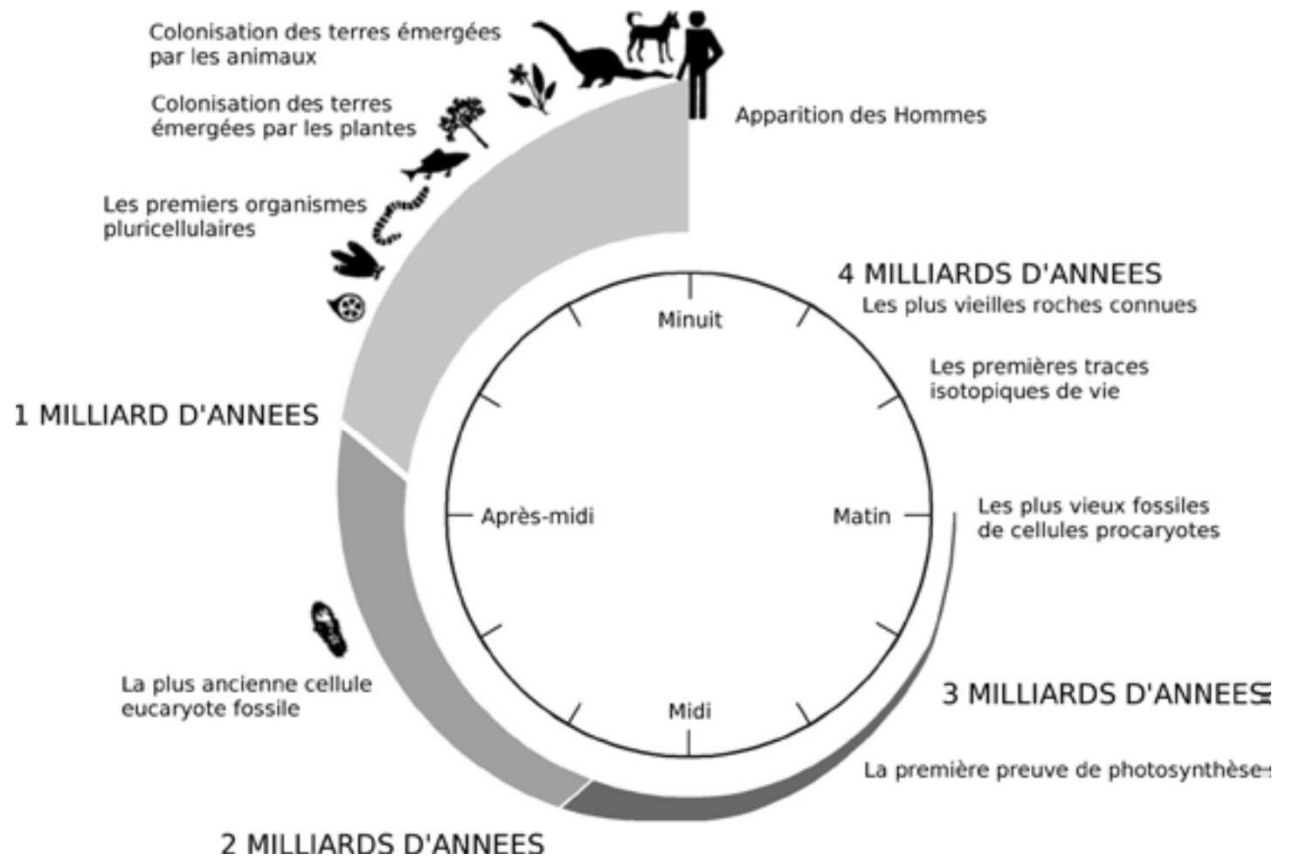 Colonisation des terres émergées
par les animaux
Colonisation des terres
émergées par les plantes
Apparition des Hommes
Les premiers organismes
pluricellulaires
4 MILLIARDS D'ANNEES
Les plus vieilles roches connues
Minuit
Les premières traces
isotopiques de vie
1 MILLIARD D'ANNEES
Les plus vieux fossiles
de cellules procaryotes
Après-midi
Matin
La plus ancienne cellule
eucaryote fossile
3 MILLIARDS D'ANNEES
Midi
La première preuve de photosynthèse
2 MILLIARDS D'ANNEES